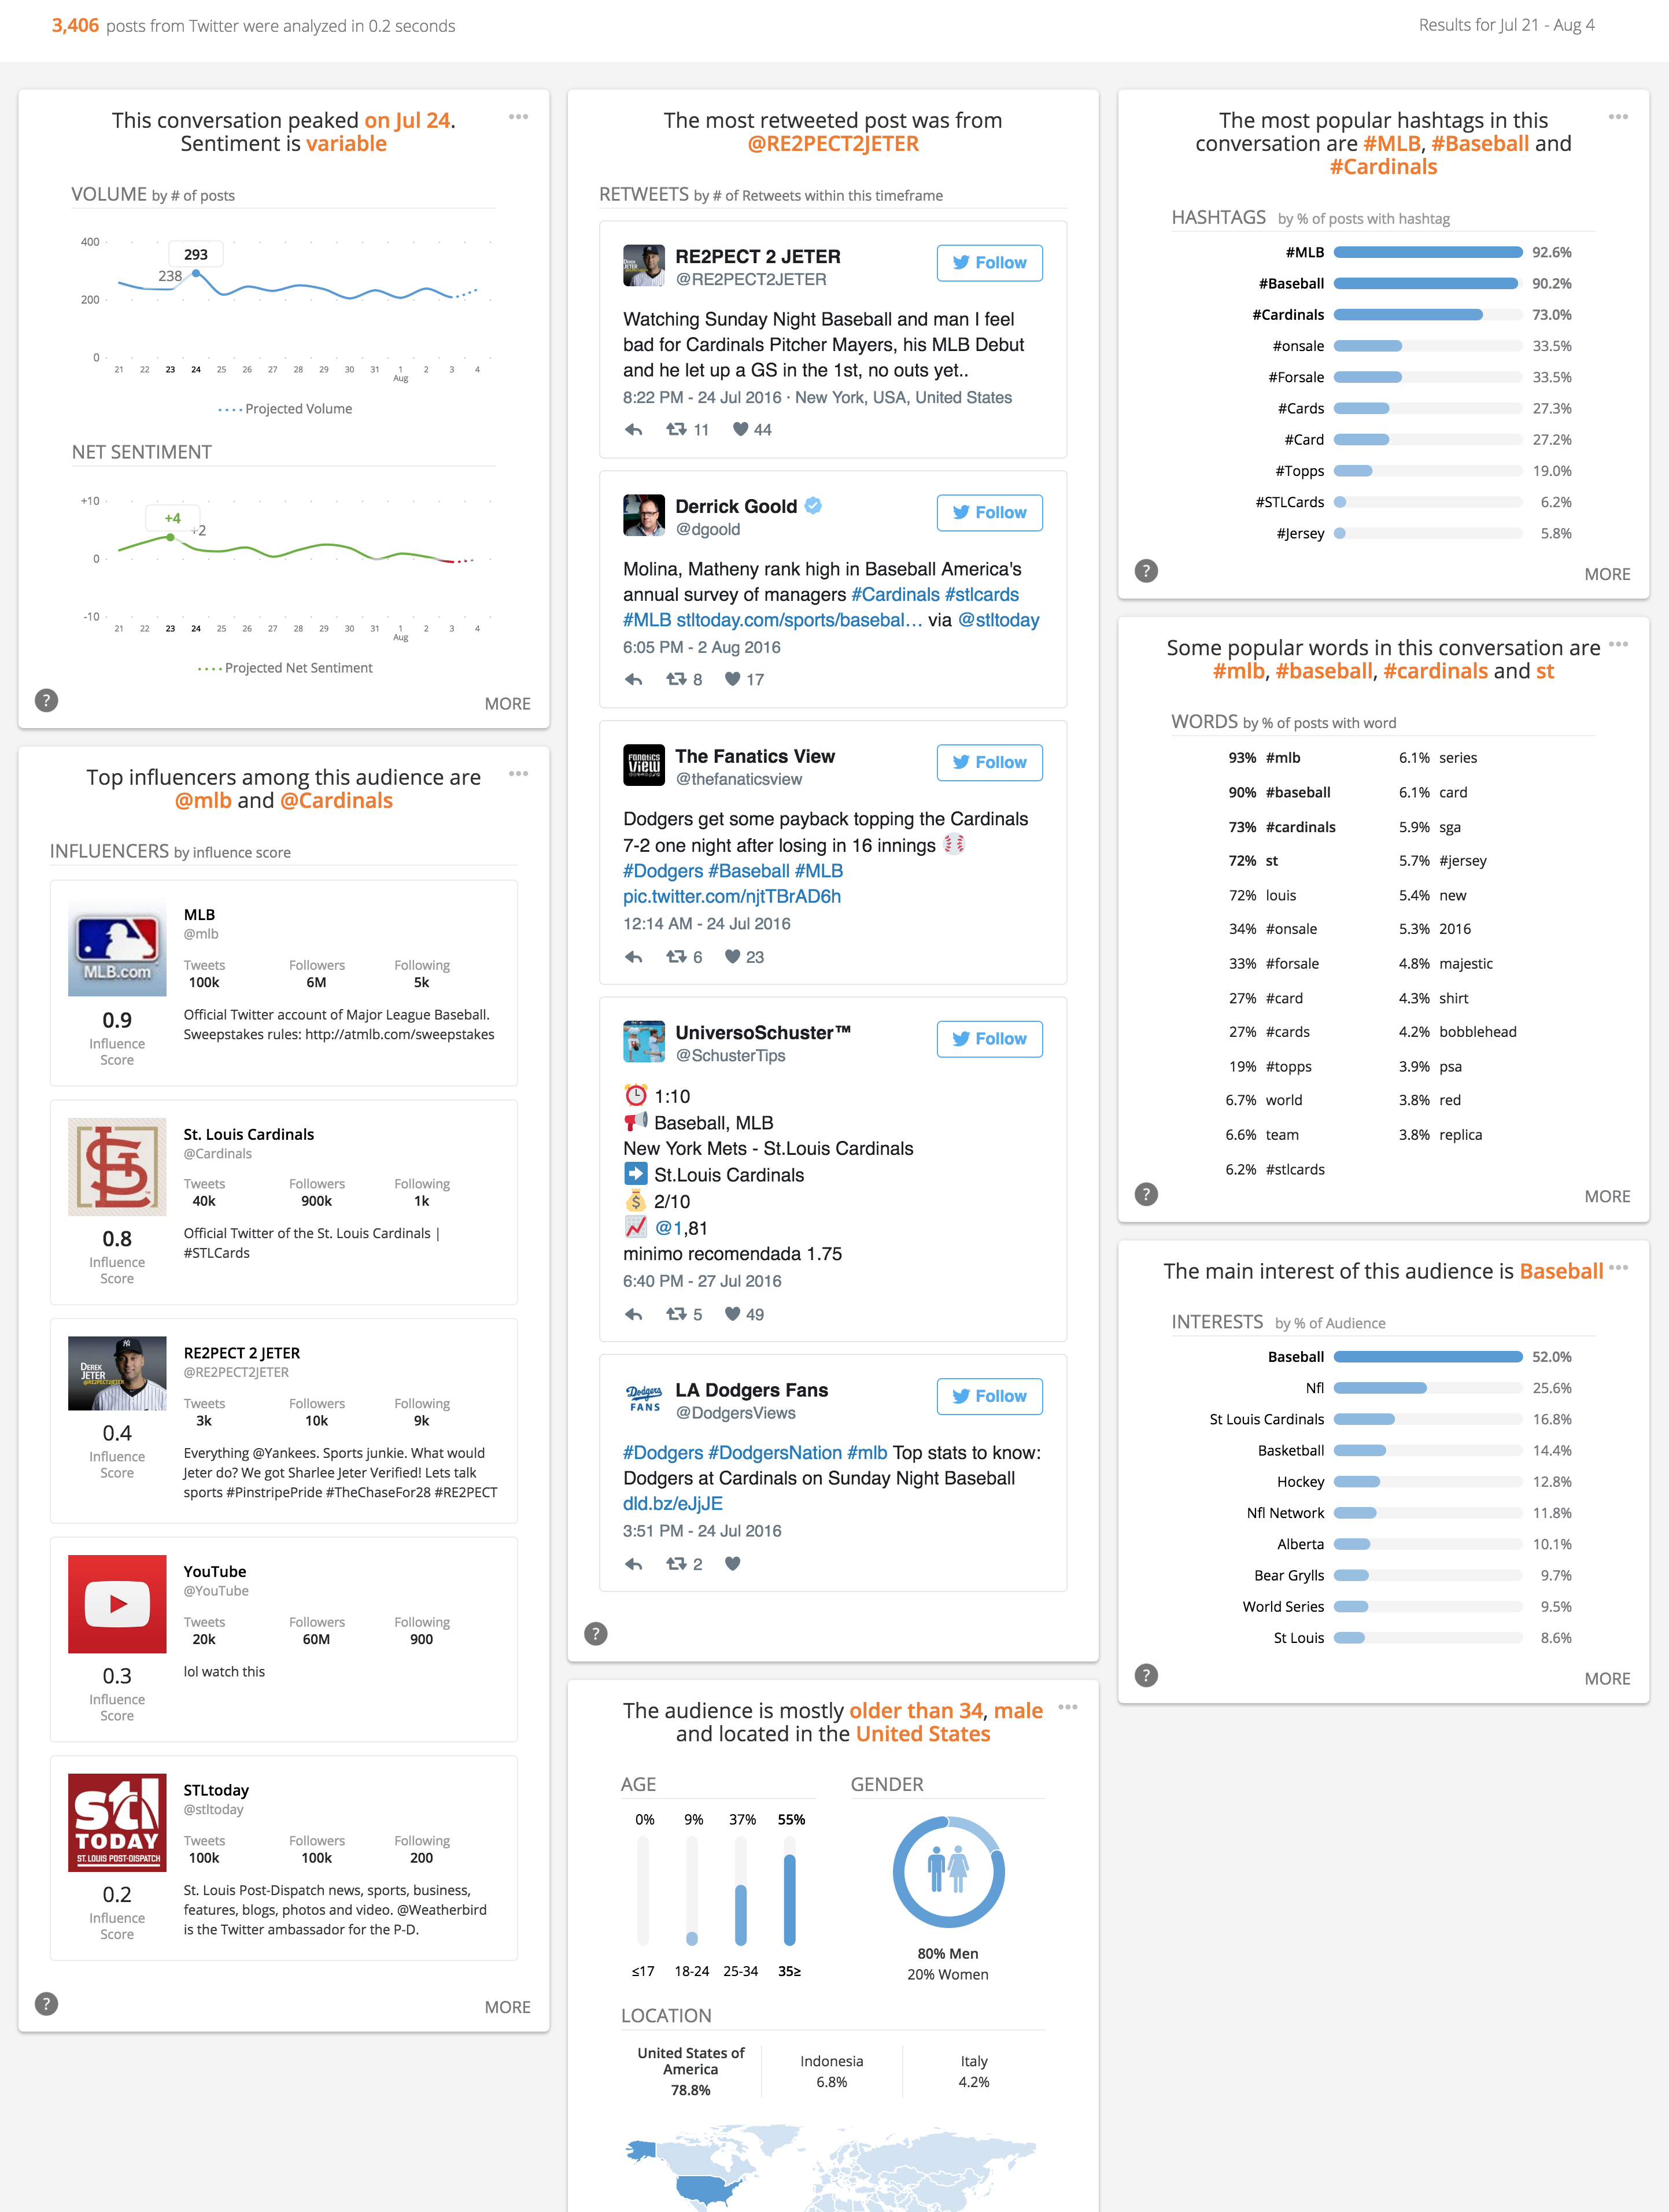 3,406 posts from Twitter were analyzed in 0.2 seconds
Results for Jul 21 - Aug 4
This conversation peaked on Jul 24.
Sentiment is variable
VOLUME by # of posts
400
293
238
200
0
21 22 23 24 25 26 27 28 29 30 31 1 2 3 4
Aug
Projected Volume
NET SENTIMENT
+10
+4
+2
0
-10
21 22 23 24 25 26 27 28 29 30 31 1 2 3 4
Aug
Projected Net Sentiment
?
MORE
Top influencers among this audience are
@mlb and @Cardinals
INFLUENCERS by influence score
MLB.com
MLB
@mlb
Tweets Followers Following
100k 6M 5k
0.9
Influence
Score
Official Twitter account of Major League Baseball.
Sweepstakes rules: http://atmlb.com/sweepstakes
St. Louis Cardinals
@Cardinals
Tweets Followers Following
40k 900k 1k
0.8
Influence
Score
Official Twitter of the St. Louis Cardinals |
#STLCards
DEREK
JETER
@RE2PECT2JETER
RE2PECT 2 JETER
@RE2PECT2JETER
Tweets Followers Following
3k 10k 9k
0.4
Influence
Score
Everything @Yankees. Sports junkie. What would
Jeter do? We got Sharlee Jeter Verified! Lets talk
sports #PinstripePride #TheChaseFor28 #RE2PECT
YouTube
@YouTube
Tweets Followers Following
20k 60M 900
0.3
Influence
Score
lol watch this
stl
TODAY
ST. LOUIS POST-DISPATCH
STLtoday
@stltoday
Tweets Followers Following
100k 100k 200
0.2
Influence
Score
St. Louis Post-Dispatch news, sports, business,
features, blogs, photos and video. @Weatherbird
is the Twitter ambassador for the P-D.
?
MORE
The most retweeted post was from
@RE2PECT2JETER
RETWEETS by # of Retweets within this timeframe
RE2PECT 2 JETER
@RE2PECT2JETER
Follow
Watching Sunday Night Baseball and man I feel
bad for Cardinals Pitcher Mayers, his MLB Debut
and he let up a GS in the 1st, no outs yet..
8:22 PM - 24 Jul 2016 · New York, USA, United States
11 44
Derrick Goold
@dgoold
Follow
Molina, Matheny rank high in Baseball America's
annual survey of managers #Cardinals #stlcards
#MLB stltoday.com/sports/basebal… via @stltoday
6:05 PM - 2 Aug 2016
8 17
FANATICS
VIEW
The Fanatics View
@thefanaticsview
Follow
Dodgers get some payback topping the Cardinals
7-2 one night after losing in 16 innings ⚾
#Dodgers #Baseball #MLB
pic.twitter.com/njtTBrAD6h
12:14 AM - 24 Jul 2016
6 23
UniversoSchuster™
@SchusterTips
Follow
⏰ 1:10
📢 Baseball, MLB
New York Mets - St.Louis Cardinals
➡️ St.Louis Cardinals
💰 2/10
📈 @1,81
minimo recomendada 1.75
6:40 PM - 27 Jul 2016
5 49
Dodgers
FANS
LA Dodgers Fans
@DodgersViews
Follow
#Dodgers #DodgersNation #mlb Top stats to know:
Dodgers at Cardinals on Sunday Night Baseball
dld.bz/eJjJE
3:51 PM - 24 Jul 2016
2
?
The audience is mostly older than 34, male
and located in the United States
AGE
0% 9% 37% 55%
≤17 18-24 25-34 35≥
GENDER
80% Men
20% Women
LOCATION
United States of
America
78.8%
Indonesia
6.8%
Italy
4.2%
The most popular hashtags in this
conversation are #MLB, #Baseball and
#Cardinals
HASHTAGS by % of posts with hashtag
#MLB 92.6%
#Baseball 90.2%
#Cardinals 73.0%
#onsale 33.5%
#Forsale 33.5%
#Cards 27.3%
#Card 27.2%
#Topps 19.0%
#STLCards 6.2%
#Jersey 5.8%
?
MORE
Some popular words in this conversation are
#mlb, #baseball, #cardinals and st
WORDS by % of posts with word
93% #mlb 6.1% series
90% #baseball 6.1% card
73% #cardinals 5.9% sga
72% st 5.7% #jersey
72% louis 5.4% new
34% #onsale 5.3% 2016
33% #forsale 4.8% majestic
27% #card 4.3% shirt
27% #cards 4.2% bobblehead
19% #topps 3.9% psa
6.7% world 3.8% red
6.6% team 3.8% replica
6.2% #stlcards
?
MORE
The main interest of this audience is Baseball
INTERESTS by % of Audience
Baseball 52.0%
Nfl 25.6%
St Louis Cardinals 16.8%
Basketball 14.4%
Hockey 12.8%
Nfl Network 11.8%
Alberta 10.1%
Bear Grylls 9.7%
World Series 9.5%
St Louis 8.6%
?
MORE